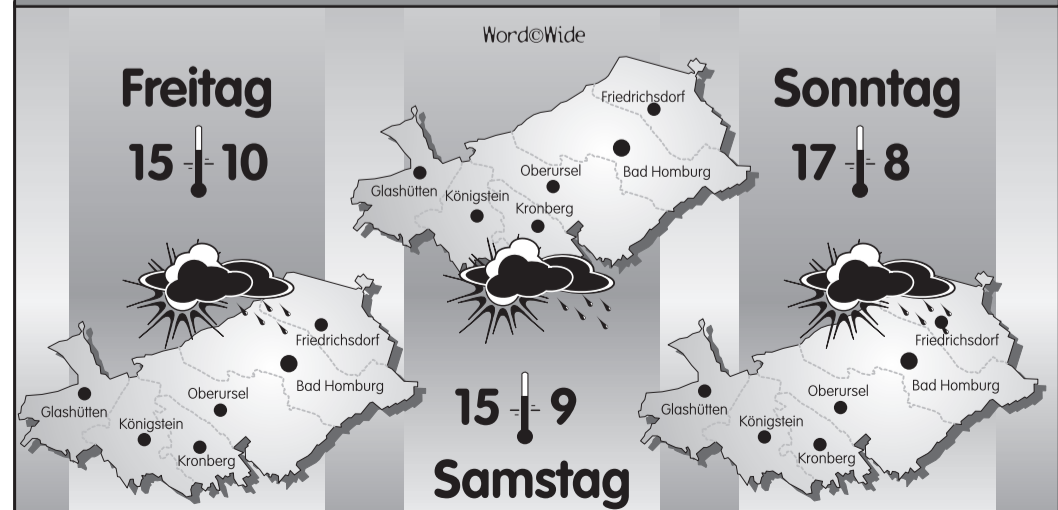 Word©Wide
Freitag
15 10
Friedrichsdorf
Bad Homburg
Oberursel
Glashütten
Königstein
Kronberg
Friedrichsdorf
Bad Homburg
Oberursel
Glashütten
Königstein
Kronberg
15 9
Samstag
Sonntag
17 8
Friedrichsdorf
Bad Homburg
Oberursel
Glashütten
Königstein
Kronberg